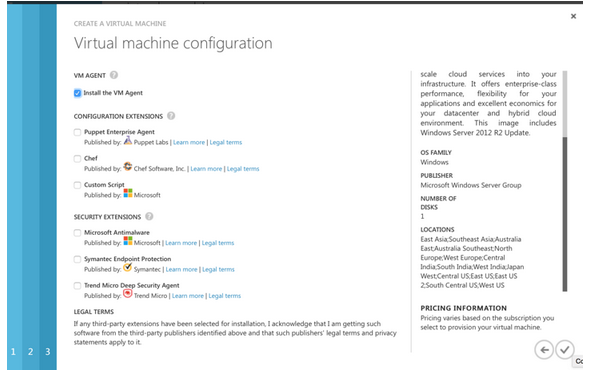 CREATE A VIRTUAL MACHINE
Virtual machine configuration
VM AGENT ?
Install the VM Agent
CONFIGURATION EXTENSIONS ?
Puppet Enterprise Agent
Published by: Puppet Labs | Learn more | Legal terms
Chef
Published by: Chef Software, Inc. | Learn more | Legal terms
Custom Script
Published by: Microsoft
SECURITY EXTENSIONS ?
Microsoft Antimalware
Published by: Microsoft | Learn more | Legal terms
Symantec Endpoint Protection
Published by: Symantec | Learn more | Legal terms
Trend Micro Deep Security Agent
Published by: Trend Micro | Learn more | Legal terms
LEGAL TERMS
If any third-party extensions have been selected for installation, I acknowledge that I am getting such
software from the third-party publishers identified above and that such publishers' legal terms and privacy
statements apply to it.
scale cloud services into your
infrastructure. It offers enterprise-class
performance, flexibility for your
applications and excellent economics for
your datacenter and hybrid cloud
environment. This image includes
Windows Server 2012 R2 Update.
OS FAMILY
Windows
PUBLISHER
Microsoft Windows Server Group
NUMBER OF
DISKS
1
LOCATIONS
East Asia;Southeast Asia;Australia
East;Australia Southeast;North
Europe;West Europe;Central
India;South India;West India;Japan
West;Central US;East US;East US
2;South Central US;West US
PRICING INFORMATION
Pricing varies based on the subscription you
select to provision your virtual machine.
1 2 3
Co